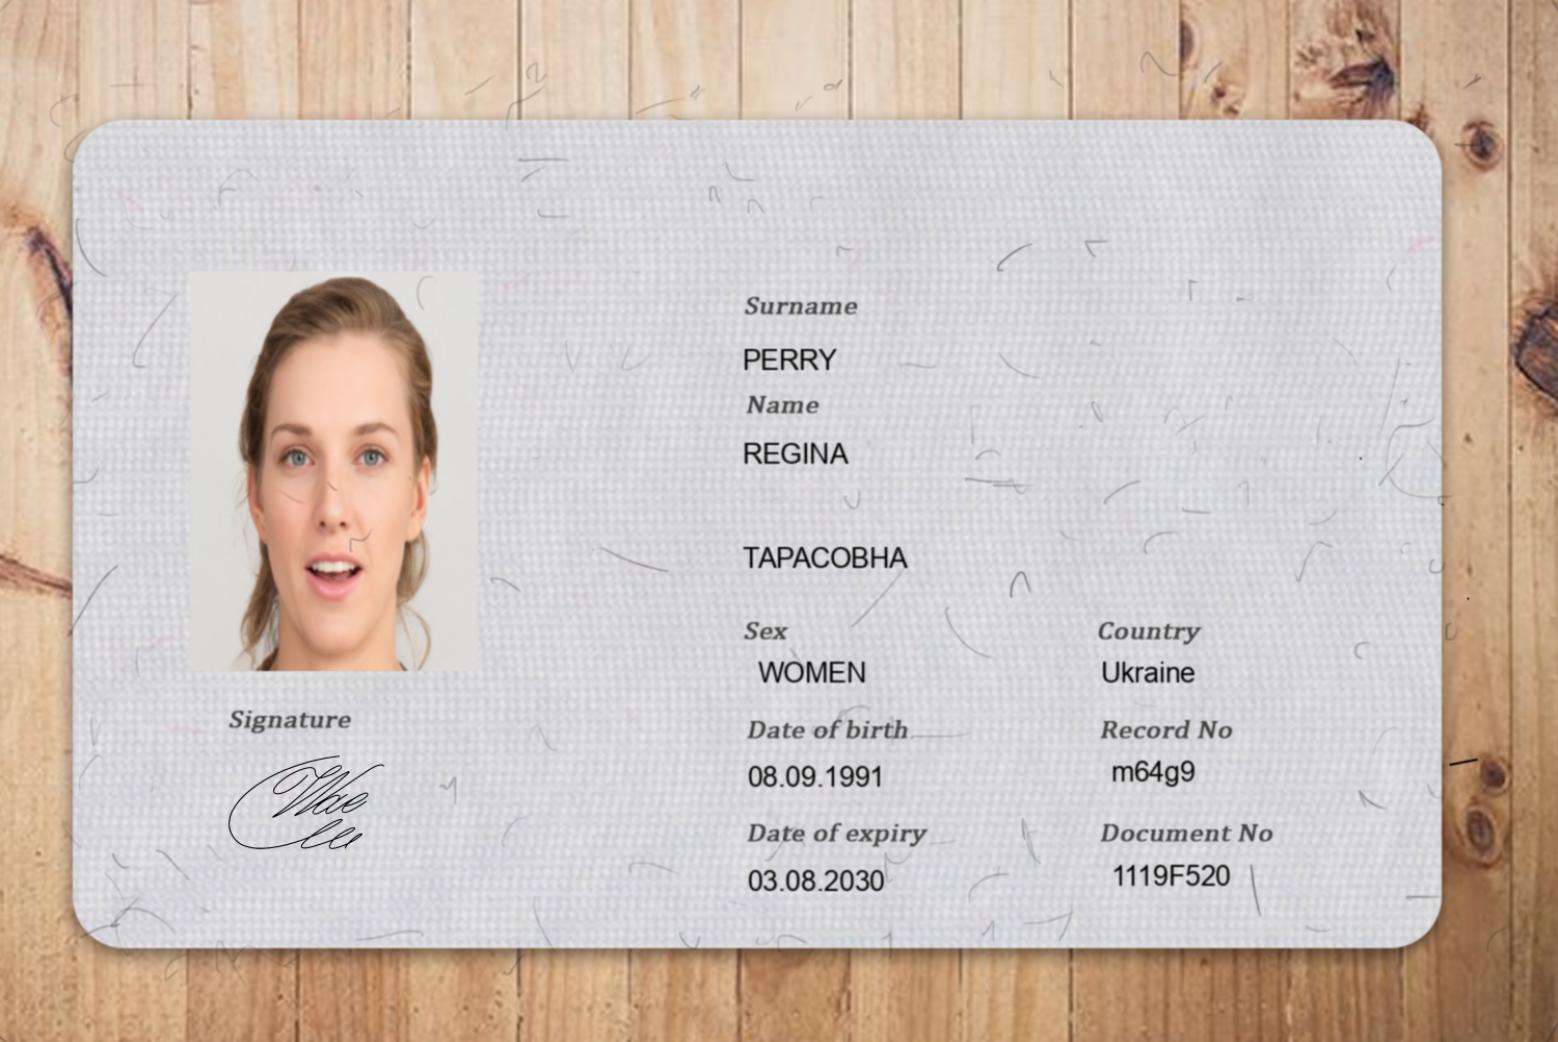 Surname
PERRY
Name
REGINA
TAPACOBHA
Sex
Country
WOMEN
Ukraine
Signature
Date of birth
Record No
08.09.1991
m64g9
Date of expiry
Document No
03.08.2030
1119F520